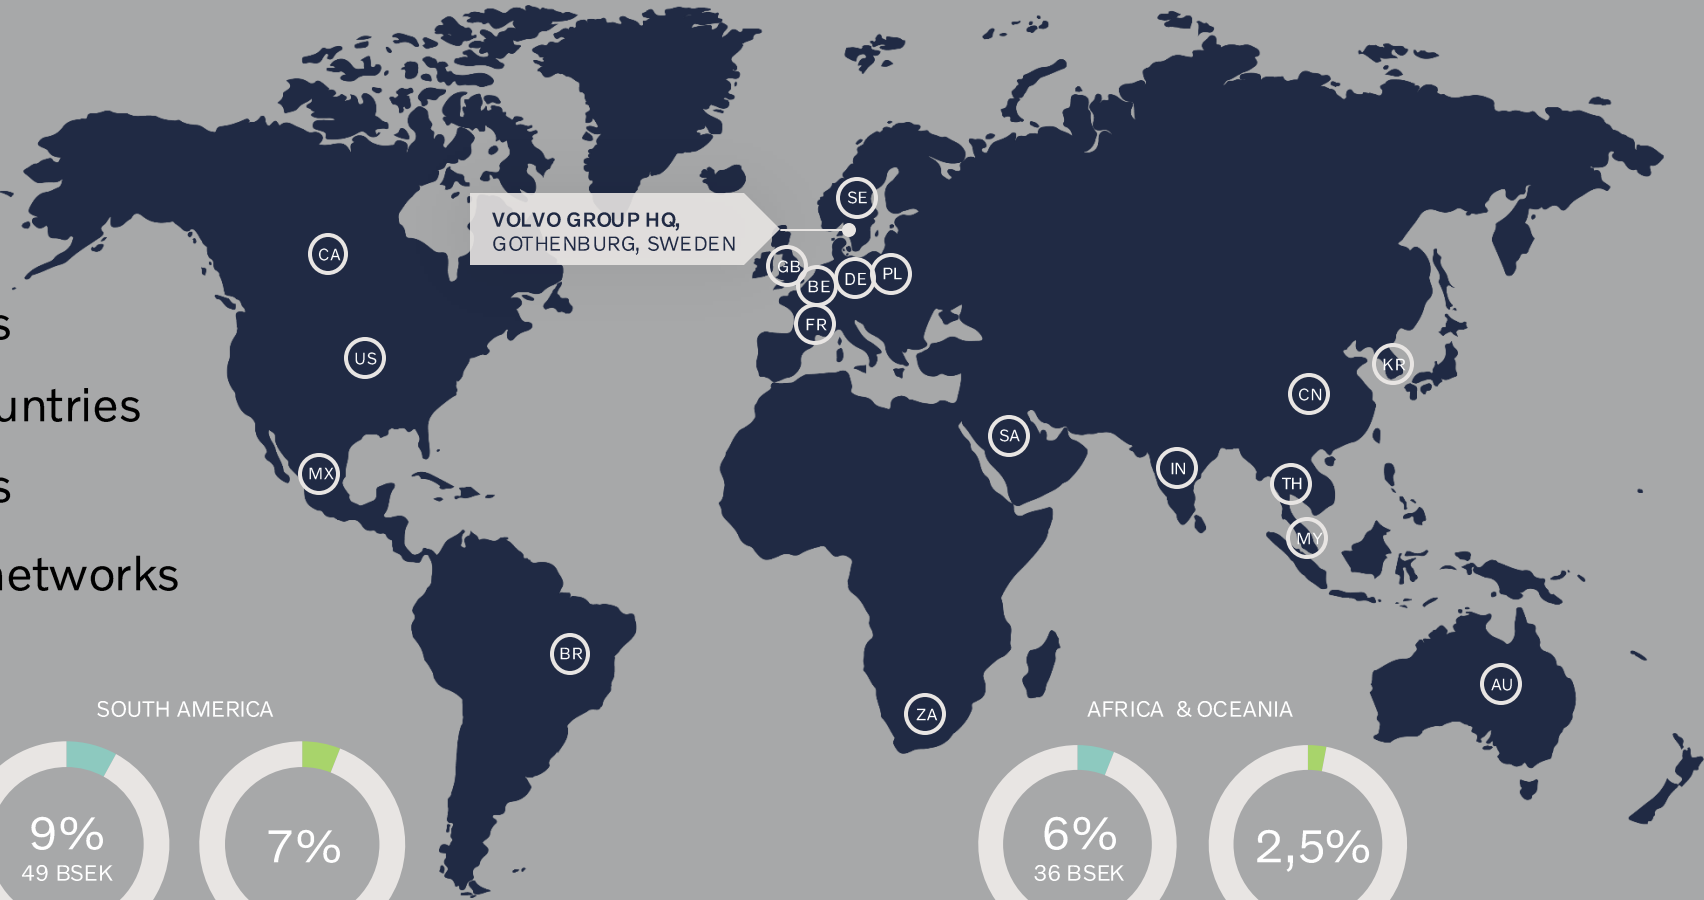 SE
VOLVO GROUP HQ,
GOTHENBURG, SWEDEN
CA
GB
BE
DE
PL
s
FR
US
KR
untries
CN
SA
MX
IN
s
TH
MY
networks
BR
AU
SOUTH AMERICA
ZA
AFRICA & OCEANIA
9%
49 BSEK
7%
6%
36 BSEK
2,5%